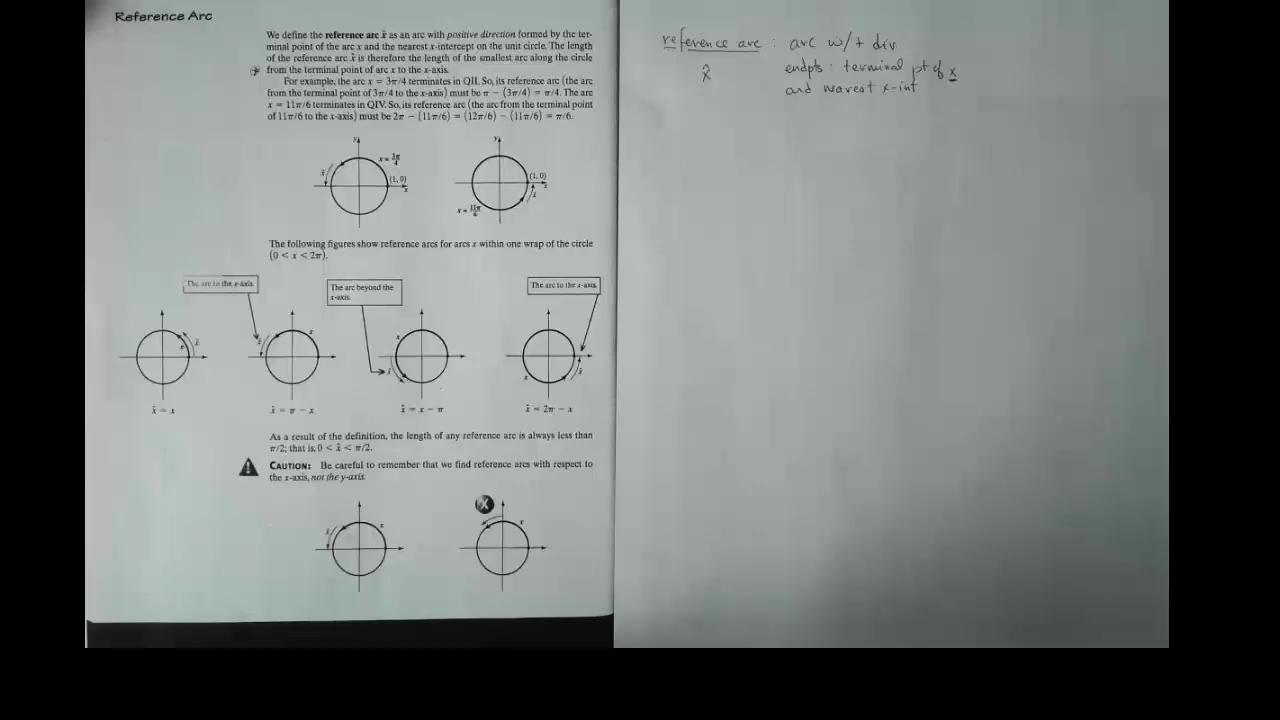 Reference Arc
We define the reference arc x̂ as an arc with positive direction formed by the ter-
minal point of the arc x and the nearest x-intercept on the unit circle. The length
of the reference arc x̂ is therefore the length of the smallest arc along the circle
from the terminal point of arc x to the x-axis.
For example, the arc x = 3π/4 terminates in QII. So, its reference arc (the arc
from the terminal point of 3π/4 to the x-axis) must be π − (3π/4) = π/4. The arc
x = 11π/6 terminates in QIV. So, its reference arc (the arc from the terminal point
of 11π/6 to the x-axis) must be 2π − (11π/6) = (12π/6) − (11π/6) = π/6.
y y
x = 3π/4
x̂ (1, 0) x
(1, 0) x
x̂
x = 11π
The following figures show reference arcs for arcs x within one wrap of the circle
(0 < x < 2π).
The arc to the x-axis.
The arc beyond the
x-axis.
The arc to the x-axis.
x x̂
x̂ x
x x̂
x x̂
x̂ = x
x̂ = π − x
x̂ = x − π
x̂ = 2π − x
As a result of the definition, the length of any reference arc is always less than
π/2; that is, 0 < x̂ < π/2.
CAUTION: Be careful to remember that we find reference arcs with respect to
the x-axis, not the y-axis.
X
x̂ x
x
reference arc : arc w/+ dir
x̂ endpts : terminal pt of x
and nearest x-int